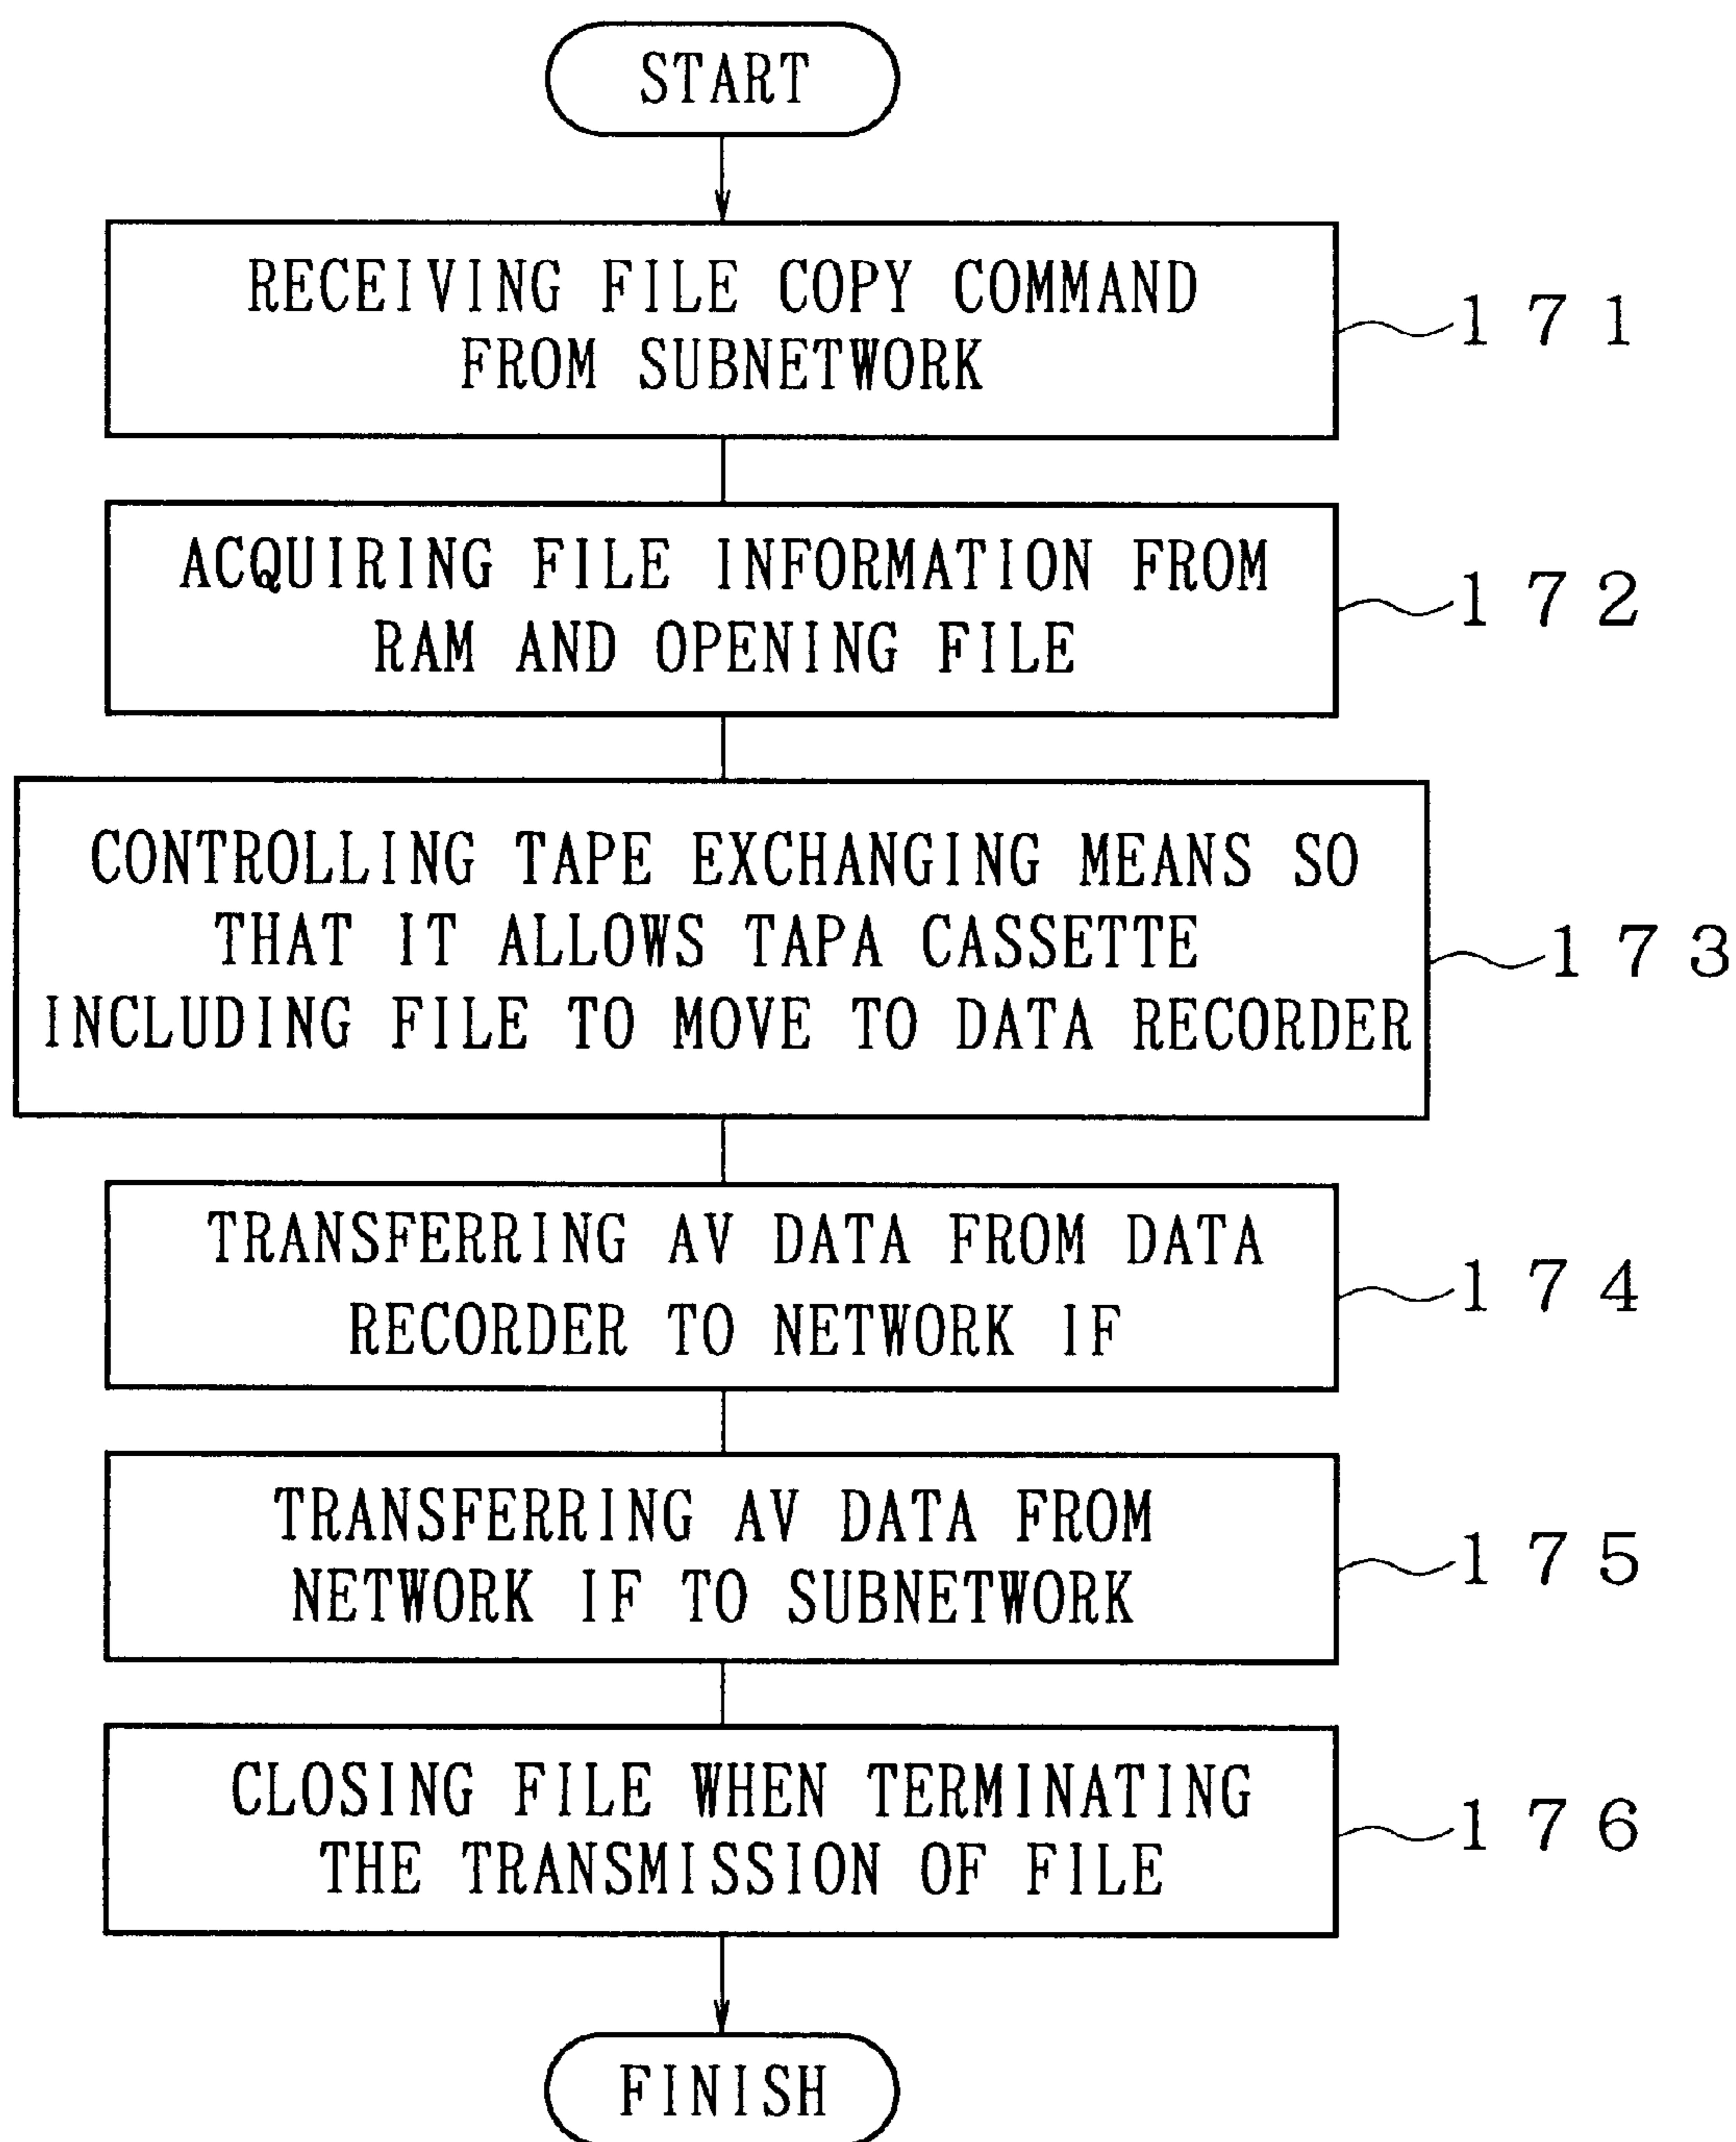 START
RECEIVING FILE COPY COMMAND
FROM SUBNETWORK
171
ACQUIRING FILE INFORMATION FROM
RAM AND OPENING FILE
172
CONTROLLING TAPE EXCHANGING MEANS SO
THAT IT ALLOWS TAPA CASSETTE
INCLUDING FILE TO MOVE TO DATA RECORDER
173
TRANSFERRING AV DATA FROM DATA
RECORDER TO NETWORK IF
174
TRANSFERRING AV DATA FROM
NETWORK IF TO SUBNETWORK
175
CLOSING FILE WHEN TERMINATING
THE TRANSMISSION OF FILE
176
FINISH